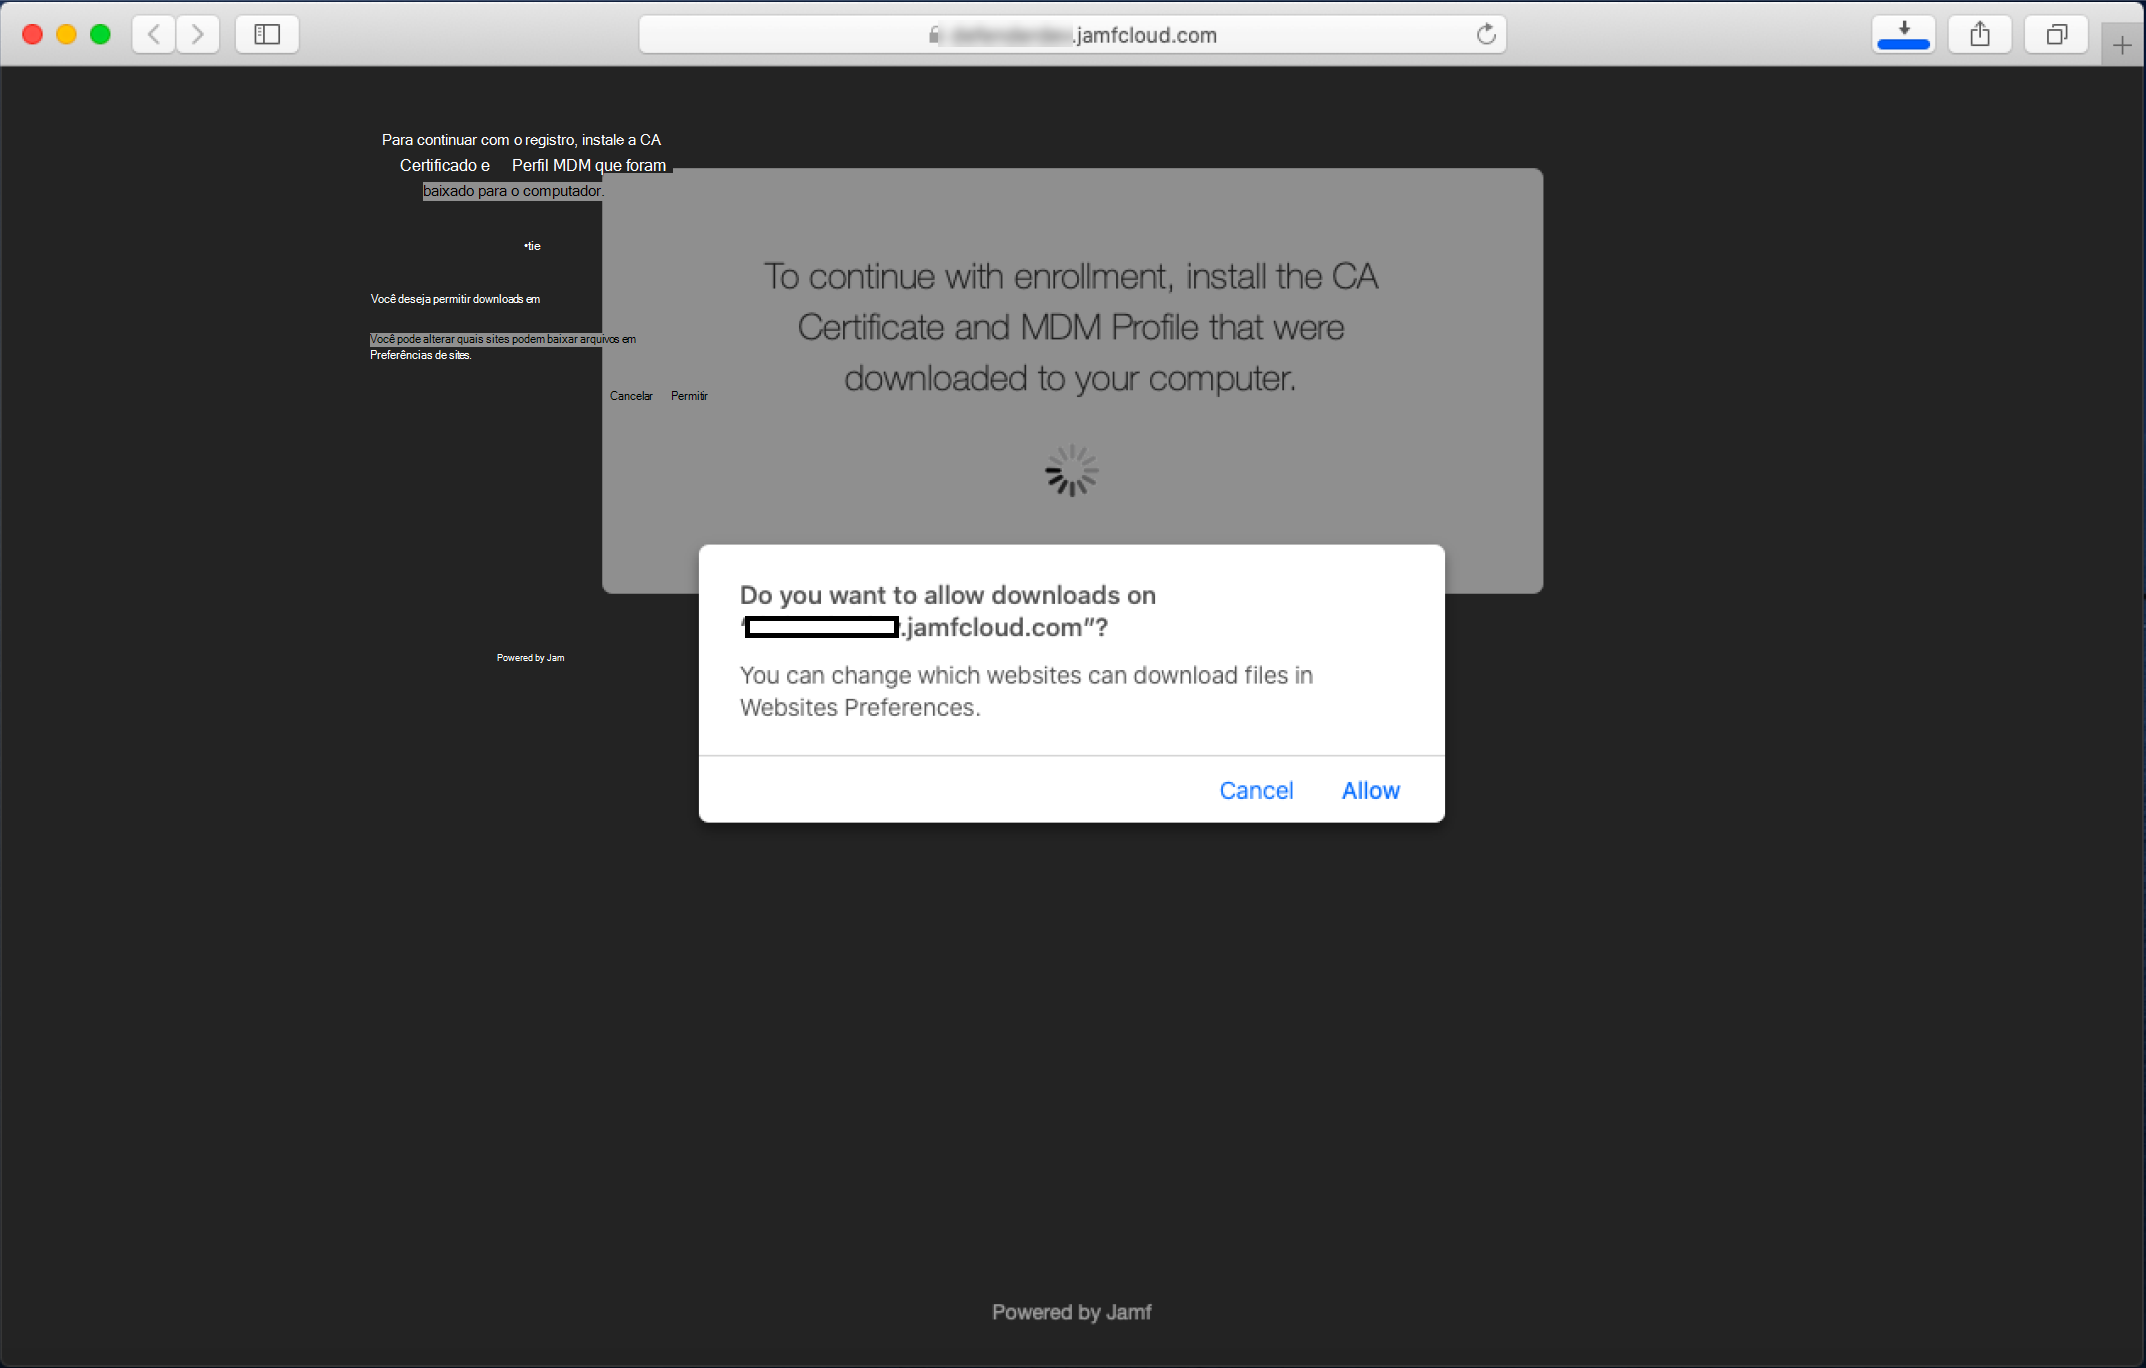 .jamfcloud.com
Para continuar com o registro, instale a CA
Certificado e Perfil MDM que foram
baixado para o computador.
•tie
Você deseja permitir downloads em
Você pode alterar quais sites podem baixar arquivos em
Preferências de sites.
Cancelar Permitir
Powered by Jam
To continue with enrollment, install the CA
Certificate and MDM Profile that were
downloaded to your computer.
Do you want to allow downloads on
“.jamfcloud.com”?
You can change which websites can download files in
Websites Preferences.
Cancel Allow
Powered by Jamf